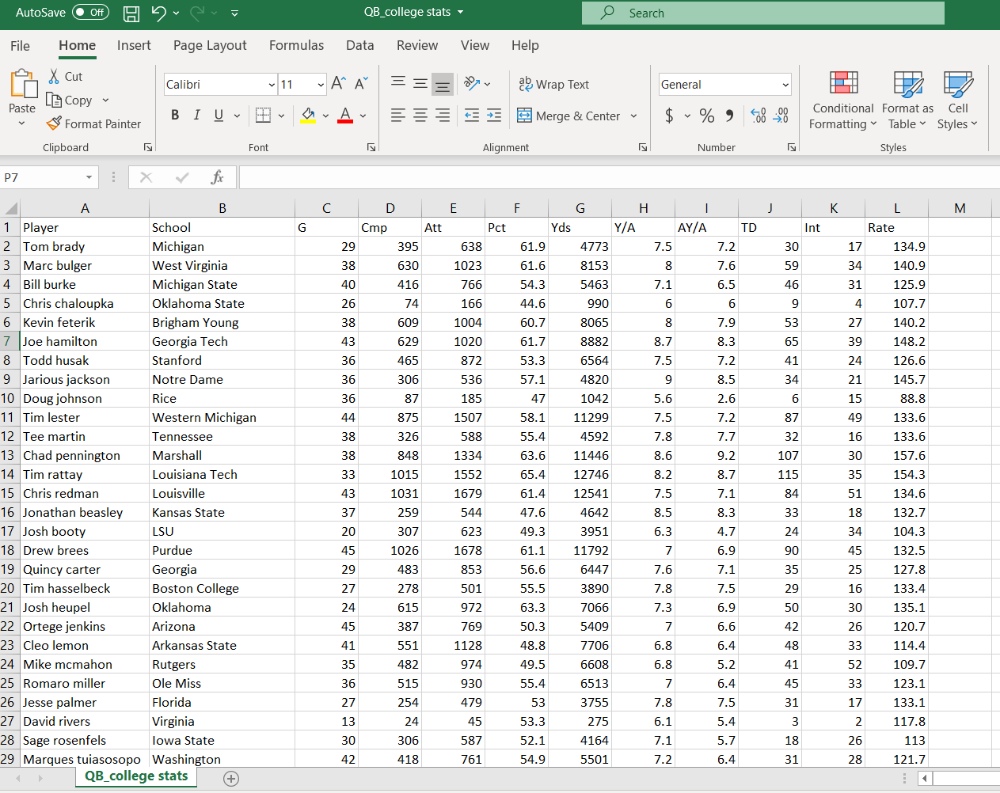 AutoSave Off QB_college stats Search
File Home Insert Page Layout Formulas Data Review View Help
Paste Cut Copy Format Painter
Clipboard
Calibri 11 A^ A˅
B I U A
Font
ab Wrap Text
Merge & Center
Alignment
General
$ % 9 .00 .00
Number
Conditional Formatting Format as Table Cell Styles
Styles
P7 fx
A B C D E F G H I J K L M
1 Player School G Cmp Att Pct Yds Y/A AY/A TD Int Rate
2 Tom brady Michigan 29 395 638 61.9 4773 7.5 7.2 30 17 134.9
3 Marc bulger West Virginia 38 630 1023 61.6 8153 8 7.6 59 34 140.9
4 Bill burke Michigan State 40 416 766 54.3 5463 7.1 6.5 46 31 125.9
5 Chris chaloupka Oklahoma State 26 74 166 44.6 990 6 6 9 4 107.7
6 Kevin feterik Brigham Young 38 609 1004 60.7 8065 8 7.9 53 27 140.2
7 Joe hamilton Georgia Tech 43 629 1020 61.7 8882 8.7 8.3 65 39 148.2
8 Todd husak Stanford 36 465 872 53.3 6564 7.5 7.2 41 24 126.6
9 Jarious jackson Notre Dame 36 306 536 57.1 4820 9 8.5 34 21 145.7
10 Doug johnson Rice 36 87 185 47 1042 5.6 2.6 6 15 88.8
11 Tim lester Western Michigan 44 875 1507 58.1 11299 7.5 7.2 87 49 133.6
12 Tee martin Tennessee 38 326 588 55.4 4592 7.8 7.7 32 16 133.6
13 Chad pennington Marshall 38 848 1334 63.6 11446 8.6 9.2 107 30 157.6
14 Tim rattay Louisiana Tech 33 1015 1552 65.4 12746 8.2 8.7 115 35 154.3
15 Chris redman Louisville 43 1031 1679 61.4 12541 7.5 7.1 84 51 134.6
16 Jonathan beasley Kansas State 37 259 544 47.6 4642 8.5 8.3 33 18 132.7
17 Josh booty LSU 20 307 623 49.3 3951 6.3 4.7 24 34 104.3
18 Drew brees Purdue 45 1026 1678 61.1 11792 7 6.9 90 45 132.5
19 Quincy carter Georgia 29 483 853 56.6 6447 7.6 7.1 35 25 127.8
20 Tim hasselbeck Boston College 27 278 501 55.5 3890 7.8 7.5 29 16 133.4
21 Josh heupel Oklahoma 24 615 972 63.3 7066 7.3 6.9 50 30 135.1
22 Ortege jenkins Arizona 45 387 769 50.3 5409 7 6.6 42 26 120.7
23 Cleo lemon Arkansas State 41 551 1128 48.8 7706 6.8 6.4 48 33 114.4
24 Mike mcmahon Rutgers 35 482 974 49.5 6608 6.8 5.2 41 52 109.7
25 Romaro miller Ole Miss 36 515 930 55.4 6513 7 6.4 45 33 123.1
26 Jesse palmer Florida 27 254 479 53 3755 7.8 7.5 31 17 133.1
27 David rivers Virginia 13 24 45 53.3 275 6.1 5.4 3 2 117.8
28 Sage rosenfels Iowa State 30 306 587 52.1 4164 7.1 5.7 18 26 113
29 Marques tuiasosopo Washington 42 418 761 54.9 5501 7.2 6.4 31 28 121.7
QB_college stats